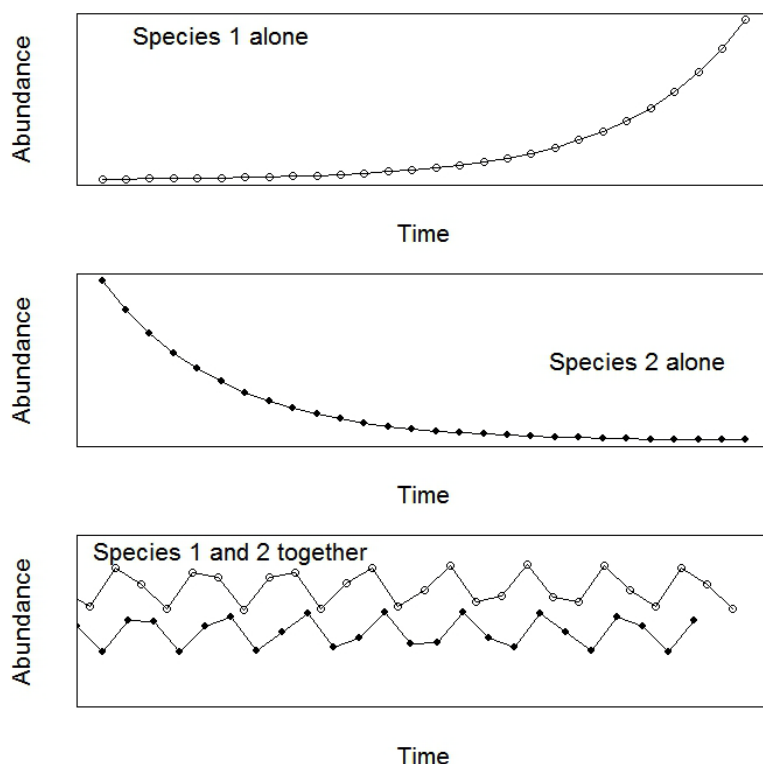 Species 1 alone
Abundance
Time
Species 2 alone
Abundance
Time
Species 1 and 2 together
Abundance
Time